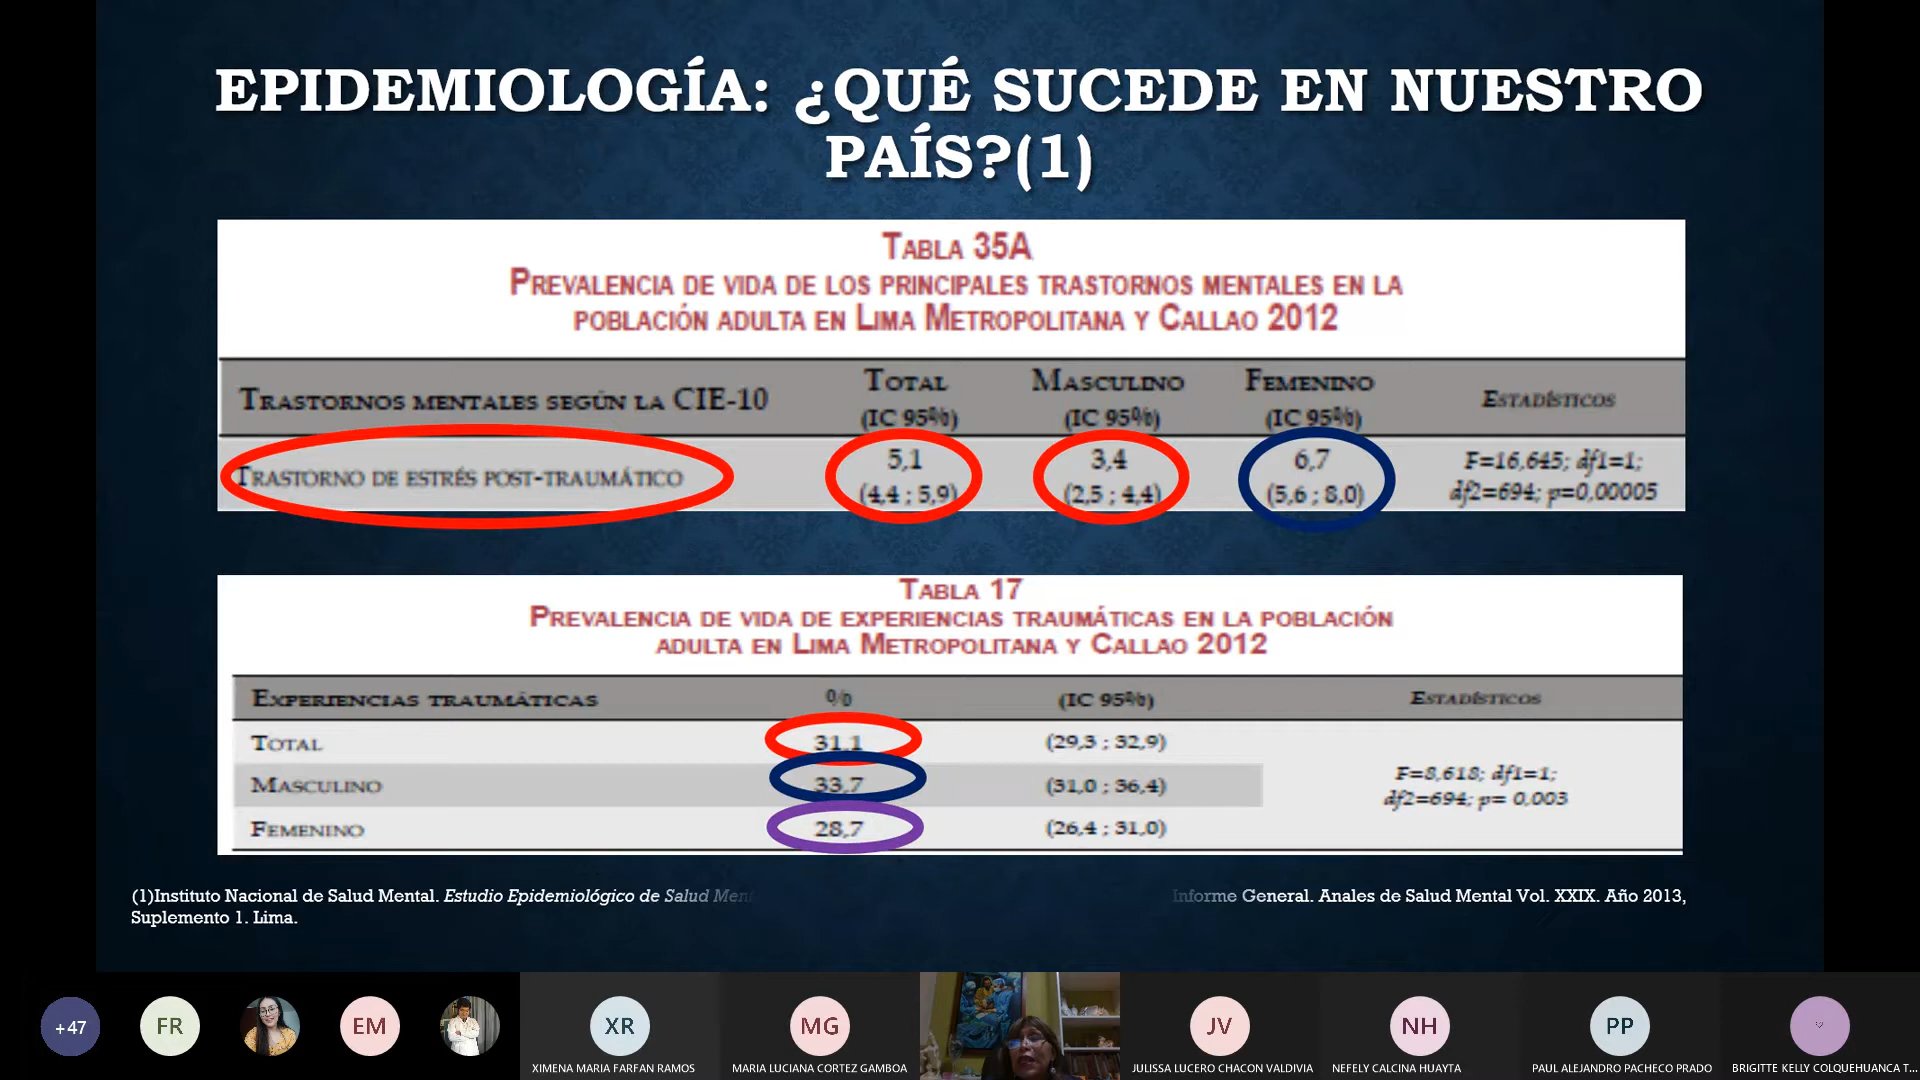 EPIDEMIOLOGÍA: ¿QUÉ SUCEDE EN NUESTRO
PAÍS?(1)
TABLA 35A
PREVALENCIA DE VIDA DE LOS PRINCIPALES TRASTORNOS MENTALES EN LA
POBLACIÓN ADULTA EN LIMA METROPOLITANA Y CALLAO 2012
TRASTORNOS MENTALES SEGÚN LA CIE-10
TOTAL
(IC 95%)
MASCULINO
(IC 95%)
FEMENINO
(IC 95%)
ESTADÍSTICOS
TRASTORNO DE ESTRÉS POST-TRAUMÁTICO
5,1
(4,4 ; 5,9)
3,4
(2,5 ; 4,4)
6,7
(5,6 ; 8,0)
F=16,645; df1=1;
df2=694; p=0,00005
TABLA 17
PREVALENCIA DE VIDA DE EXPERIENCIAS TRAUMÁTICAS EN LA POBLACIÓN
ADULTA EN LIMA METROPOLITANA Y CALLAO 2012
EXPERIENCIAS TRAUMÁTICAS % (IC 95%) ESTADÍSTICOS
TOTAL 31,1 (29,3 ; 32,9)
MASCULINO 33,7 (31,0 ; 36,4)
FEMENINO 28,7 (26,4 ; 31,0)
F=8,618; df1=1;
df2=694; p= 0,003
(1)Instituto Nacional de Salud Mental. Estudio Epidemiológico de Salud Men Informe General. Anales de Salud Mental Vol. XXIX. Año 2013,
Suplemento 1. Lima.
+47 FR EM XR MG JV NH PP
XIMENA MARIA FARFAN RAMOS MARIA LUCIANA CORTEZ GAMBOA JULISSA LUCERO CHACON VALDIVIA NEFELY CALCINA HUAYTA PAUL ALEJANDRO PACHECO PRADO BRIGITTE KELLY COLQUEHUANCA T...